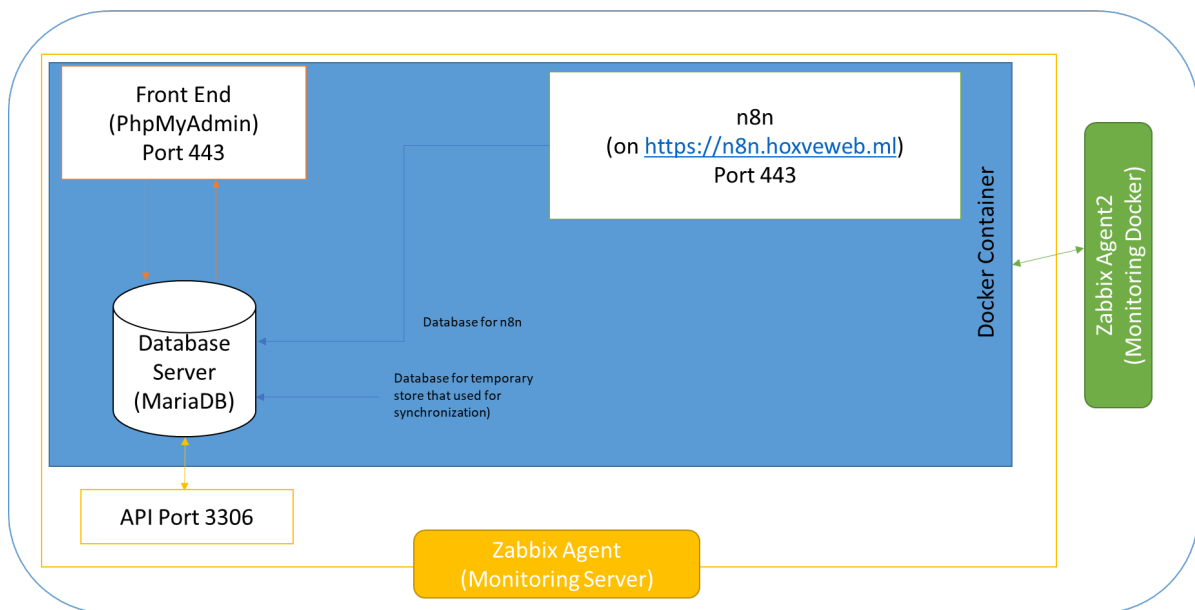 Front End
(PhpMyAdmin)
Port 443
n8n
(on https://n8n.hoxveweb.ml)
Port 443
Docker Container
Zabbix Agent2
(Monitoring Docker)
Database for n8n
Database
Server
(MariaDB)
Database for temporary
store that used for
synchronization)
API Port 3306
Zabbix Agent
(Monitoring Server)